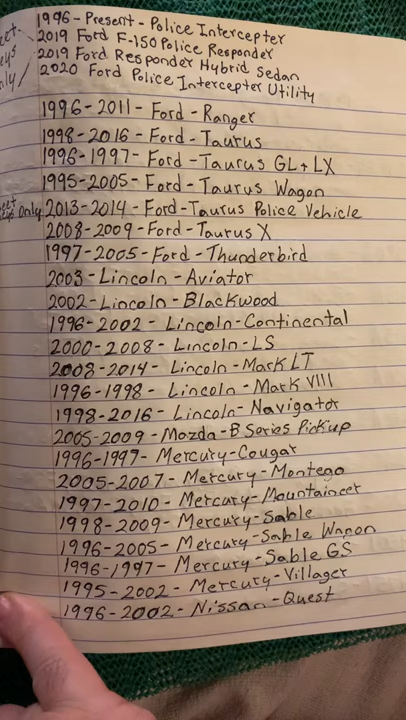 1996-Present-Police Intercepter
2019 Ford F-150 Police Responder
2019 Ford Responder Hybrid Sedan
2020 Ford Police Intercepter Utility
1996-2011-Ford-Ranger
1998-2016-Ford-Taurus
1996-1997-Ford-Taurus GL+LX
1995-2005-Ford-Taurus Wagon
Only 2013-2014-Ford-Taurus Police Vehicle
2008-2009-Ford-Taurus X
1997-2005-Ford-Thunderbird
2003-Lincoln-Aviator
2002-Lincoln-Blackwood
1996-2002-Lincoln-Continental
2000-2008-Lincoln-LS
2008-2014-Lincoln-Mark LT
1996-1998-Lincoln-Mark VIII
1998-2016-Lincoln-Navigator
2005-2009-Mazda-B Series Pickup
1996-1997-Mercury-Cougar
2005-2007-Mercury-Montego
1997-2010-Mercury-Mountaineer
1998-2009-Mercury-Sable
1996-2005-Mercury-Sable Wagon
1996-1997-Mercury-Sable GS
1995-2002-Mercury-Villager
1996-2002-Nissan-Quest